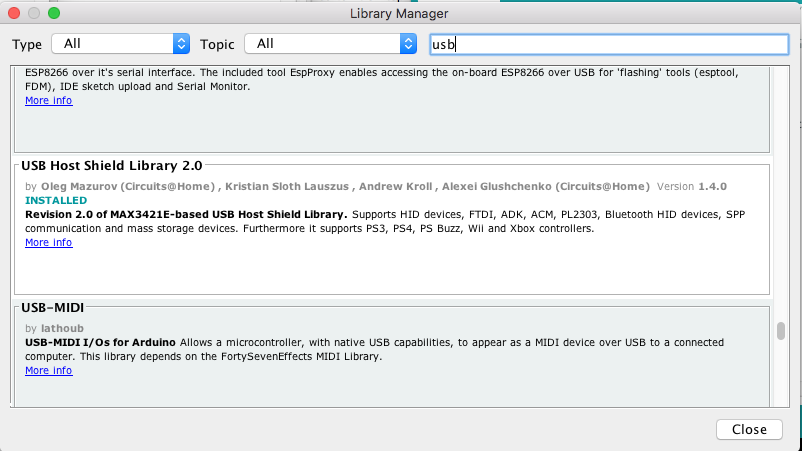 Library Manager
Type All Topic All usb
ESP8266 over it's serial interface. The included tool EspProxy enables accessing the on-board ESP8266 over USB for 'flashing' tools (esptool,
FDM), IDE sketch upload and Serial Monitor.
More info
USB Host Shield Library 2.0
by Oleg Mazurov (Circuits@Home) , Kristian Sloth Lauszus , Andrew Kroll , Alexei Glushchenko (Circuits@Home) Version 1.4.0
INSTALLED
Revision 2.0 of MAX3421E-based USB Host Shield Library. Supports HID devices, FTDI, ADK, ACM, PL2303, Bluetooth HID devices, SPP
communication and mass storage devices. Furthermore it supports PS3, PS4, PS Buzz, Wii and Xbox controllers.
More info
USB-MIDI
by lathoub
USB-MIDI I/Os for Arduino Allows a microcontroller, with native USB capabilities, to appear as a MIDI device over USB to a connected
computer. This library depends on the FortySevenEffects MIDI Library.
More info
Close